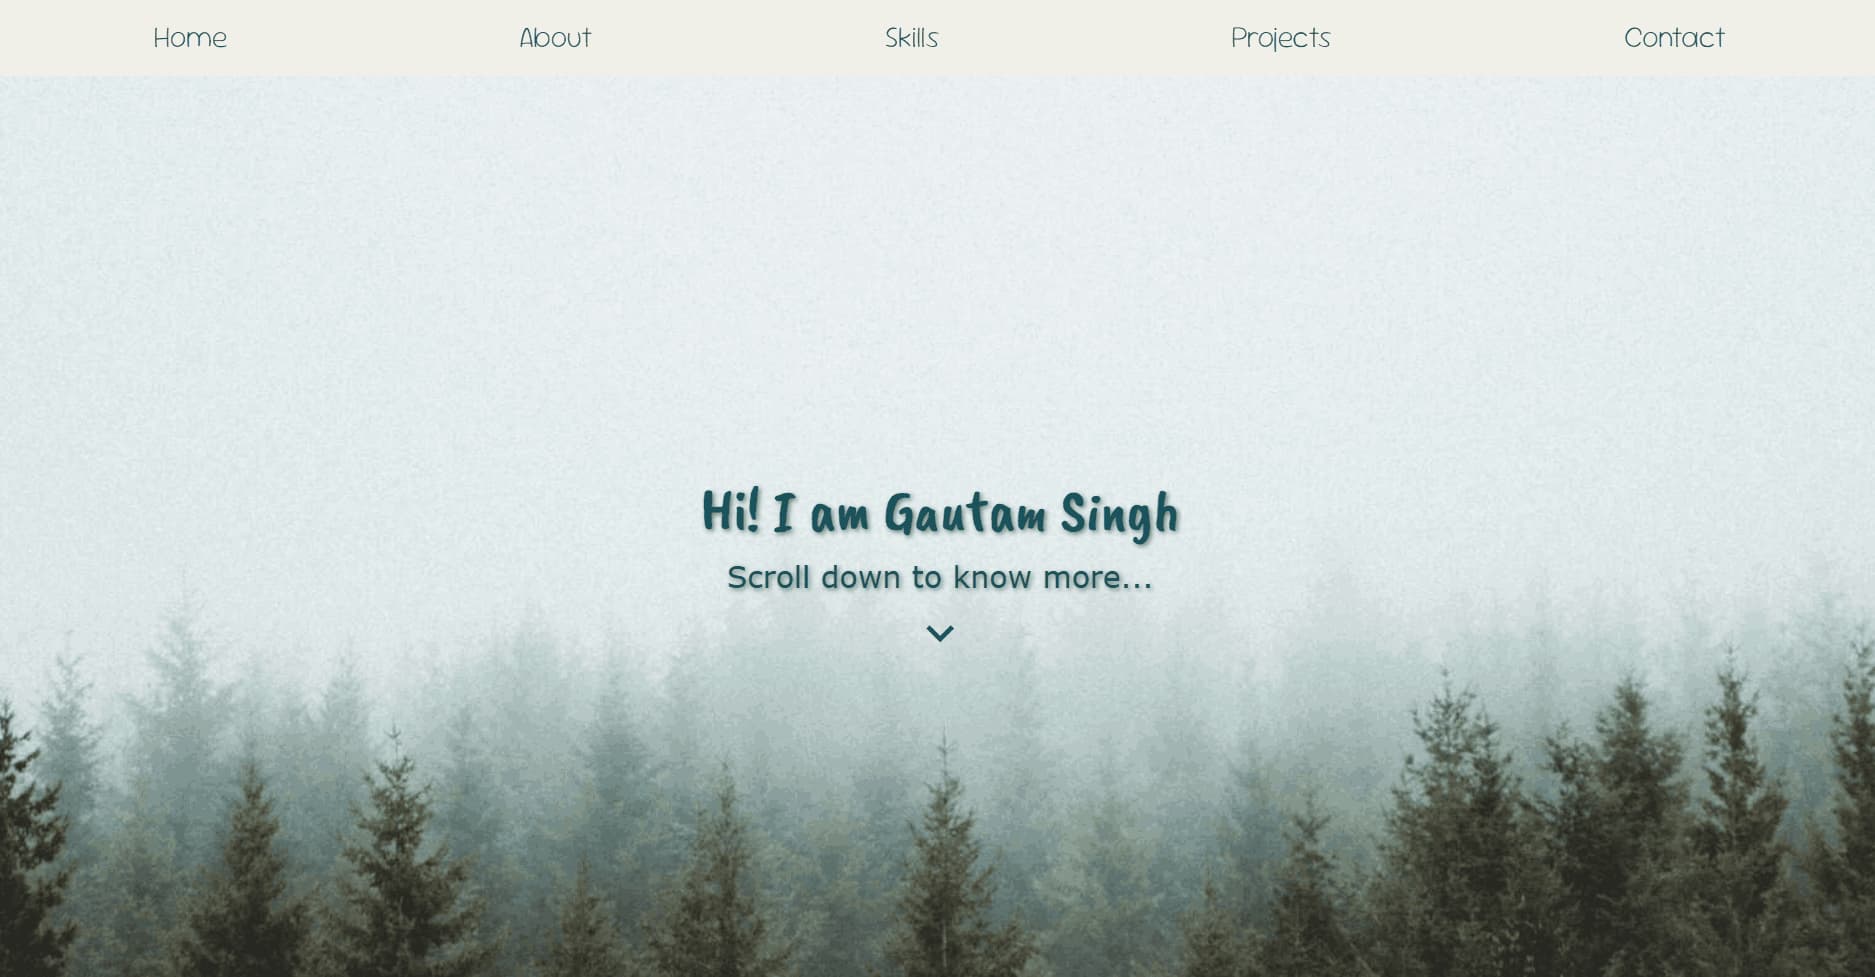 Home About Skills Projects Contact
Hi! I am Gautam Singh
Scroll down to know more...